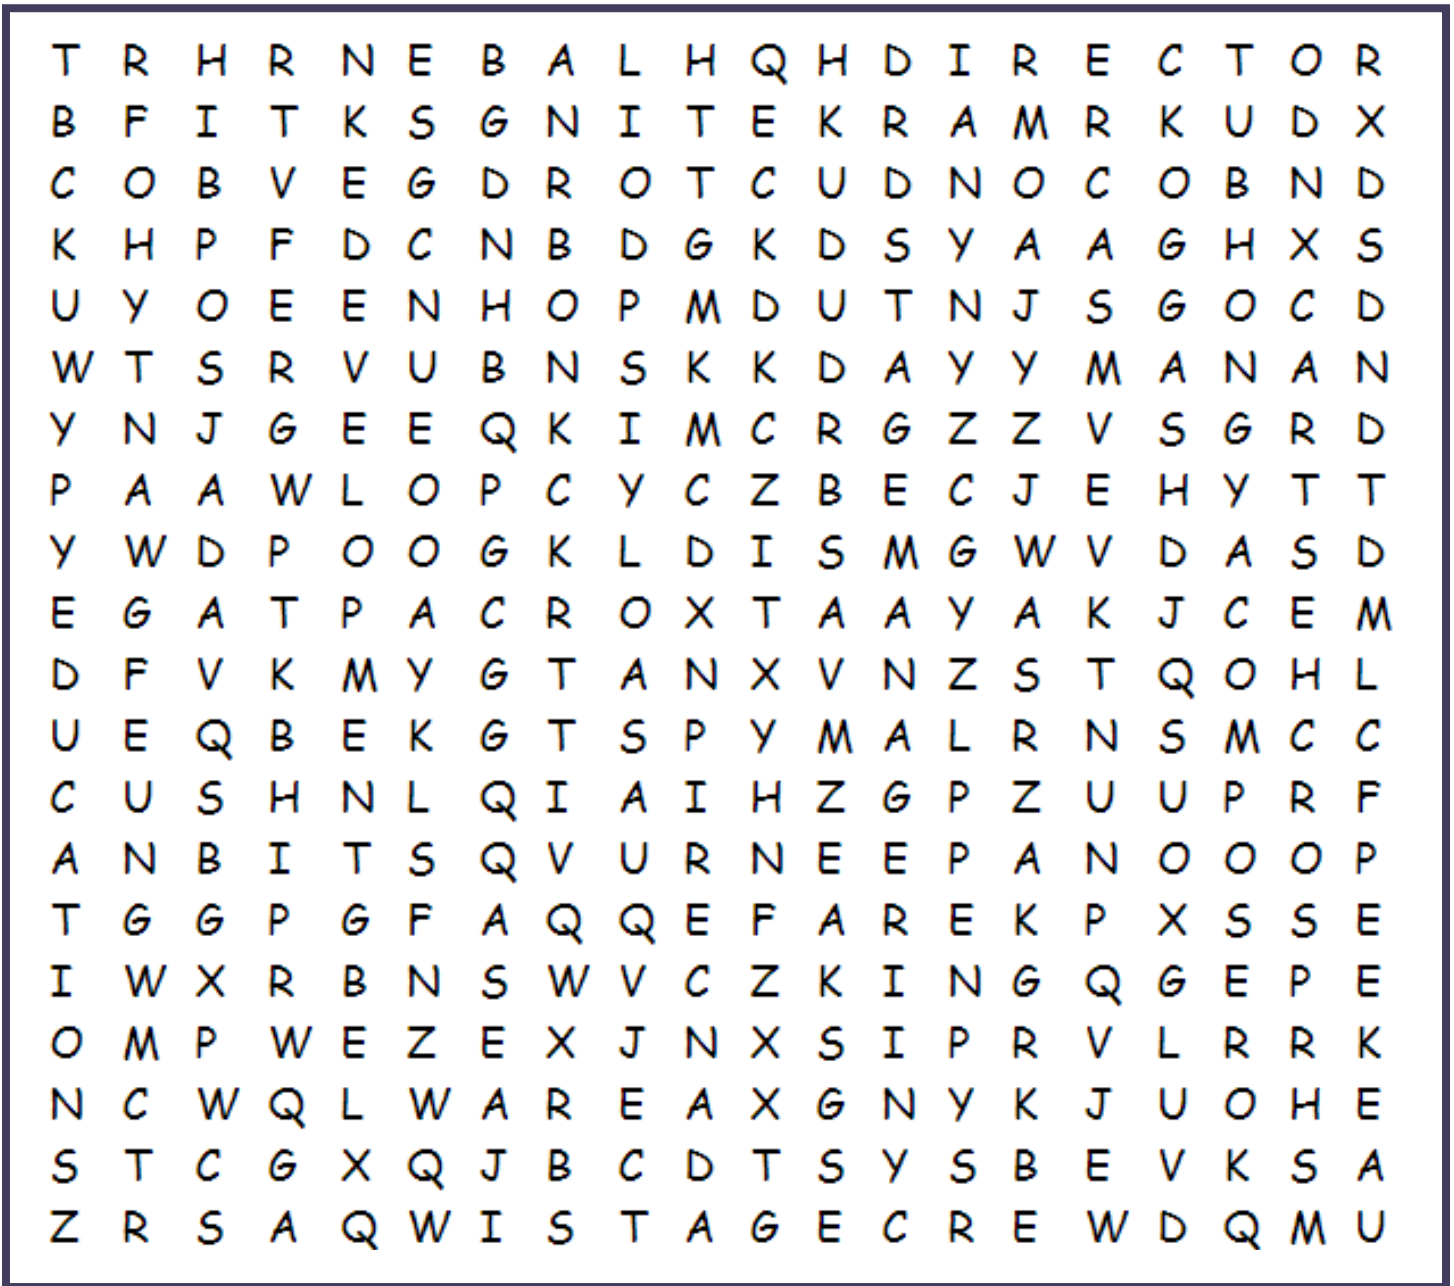 T R H R N E B A L H Q H D I R E C T O R
B F I T K S G N I T E K R A M R K U D X
C O B V E G D R O T C U D N O C O B N D
K H P F D C N B D G K D S Y A A G H X S
U Y O E E N H O P M D U T N J S G O C D
W T S R V U B N S K K D A Y Y M A N A N
Y N J G E E Q K I M C R G Z Z V S G R D
P A A W L O P C Y C Z B E C J E H Y T T
Y W D P O O G K L D I S M G W V D A S D
E G A T P A C R O X T A A Y A K J C E M
D F V K M Y G T A N X V N Z S T Q O H L
U E Q B E K G T S P Y M A L R N S M C C
C U S H N L Q I A I H Z G P Z U U P R F
A N B I T S Q V U R N E E P A N O O O P
T G G P G F A Q Q E F A R E K P X S S E
I W X R B N S W V C Z K I N G Q G E P E
O M P W E Z E X J N X S I P R V L R R K
N C W Q L W A R E A X G N Y K J U O H E
S T C G X Q J B C D T S Y S B E V K S A
Z R S A Q W I S T A G E C R E W D Q M U